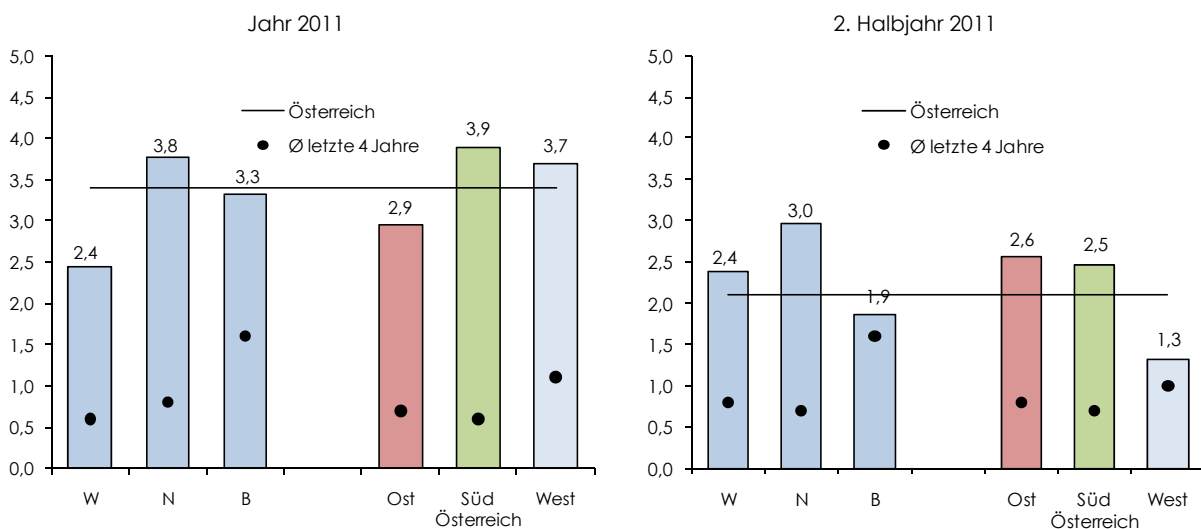 Jahr 2011
5,0
4,5
4,0
3,5
3,0
2,5
2,0
1,5
1,0
0,5
0,0
Österreich
Ø letzte 4 Jahre
2,4
3,8
3,3
2,9
3,9
3,7
W
N
B
Ost
Süd
West
Österreich
2. Halbjahr 2011
5,0
4,5
4,0
3,5
3,0
2,5
2,0
1,5
1,0
0,5
0,0
Österreich
Ø letzte 4 Jahre
2,4
3,0
1,9
2,6
2,5
1,3
W
N
B
Ost
Süd
West
Österreich